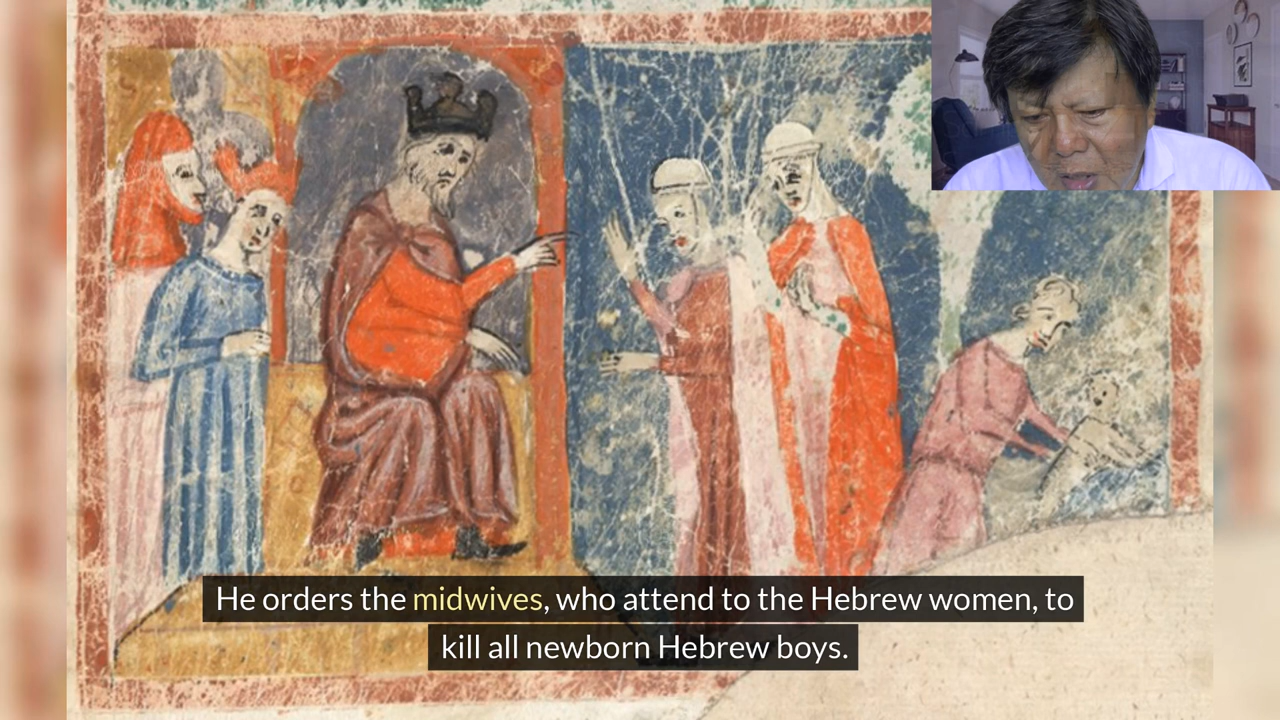 He orders the midwives, who attend to the Hebrew women, to
kill all newborn Hebrew boys.